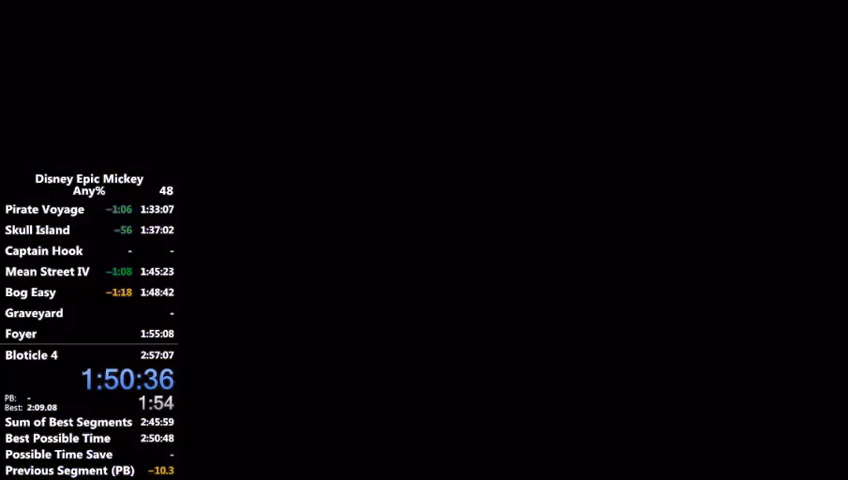 Disney Epic Mickey
Any% 48
Pirate Voyage −1:06 1:33:07
Skull Island −56 1:37:02
Captain Hook - -
Mean Street IV −1:08 1:45:23
Bog Easy −1:18 1:48:42
Graveyard -
Foyer 1:55:08
Bloticle 4 2:57:07
1:50:36
PB: -
Best: 2:09.08
1:54
Sum of Best Segments 2:45:59
Best Possible Time 2:50:48
Possible Time Save -
Previous Segment (PB) −10.3